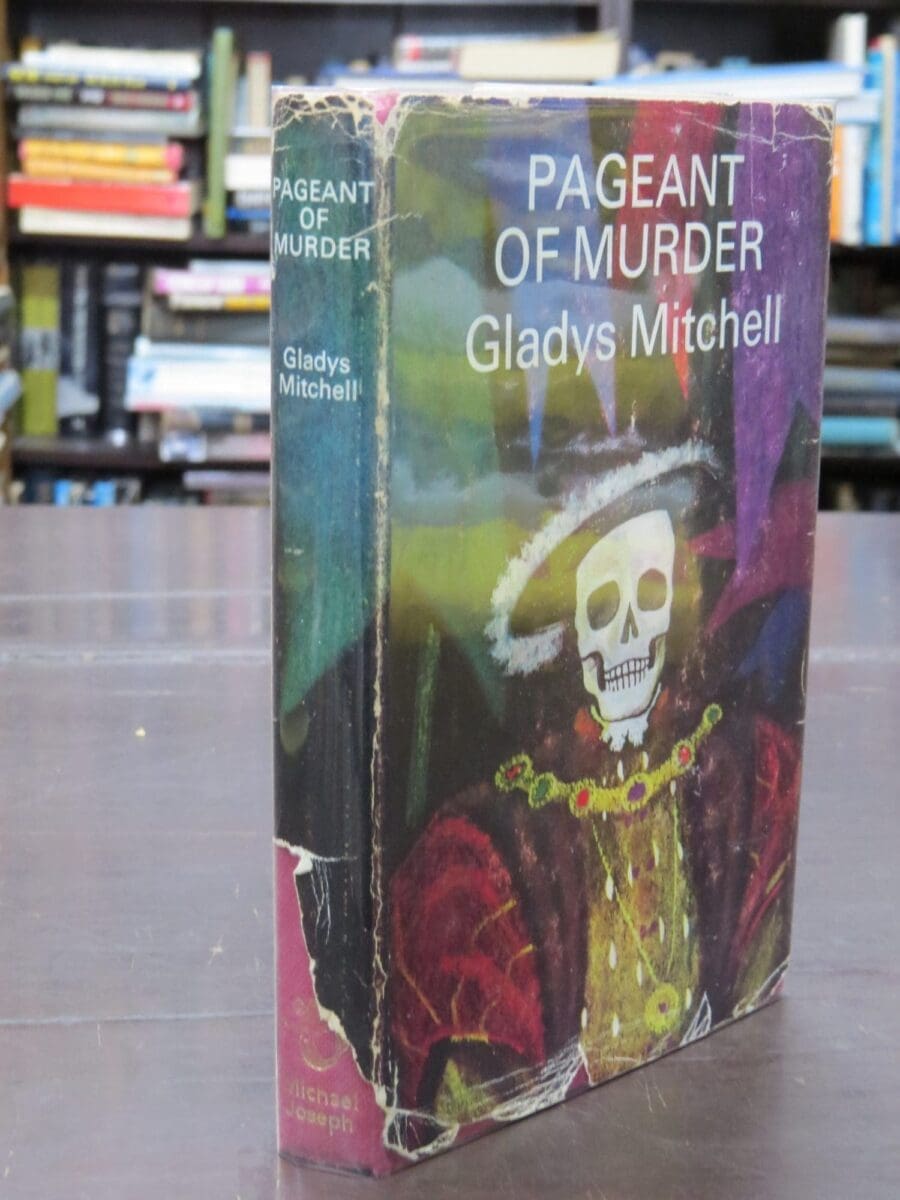 PAGEANT
OF
MURDER
Gladys
Mitchell
Michael
Joseph
PAGEANT
OF MURDER
Gladys Mitchell